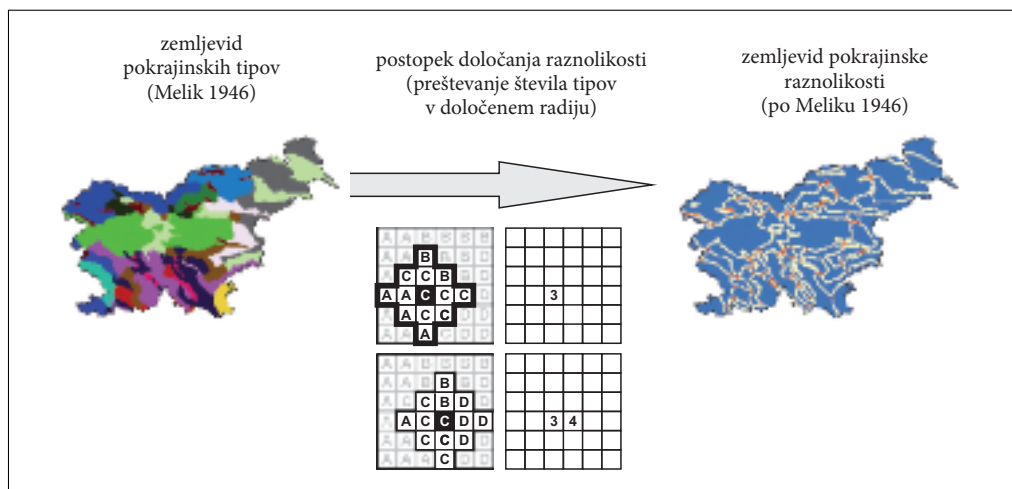 zemljevid
pokrajinskih tipov
(Melik 1946)
postopek določanja raznolikosti
(preštevanje števila tipov
v določenem radiju)
zemljevid pokrajinske
raznolikosti
(po Meliku 1946)
A A B B B B
B
C C B
A A C C C D
3
A C C
A
A A B B B B
B
C B D
A C C D D
3 4
C C D
C